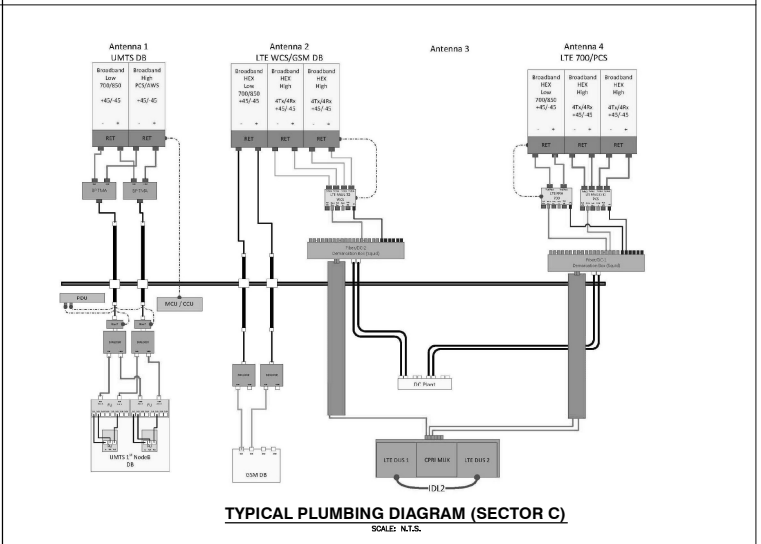 Antenna 1
UMTS DB
Antenna 2
LTE WCS/GSM DB
Antenna 3
Antenna 4
LTE 700/PCS
Broadband
Low
700/850
+45/-45
- +
Broadband
High
PCS/AWS
+45/-45
- +
Broadband
HEX
Low
700/850
+45/-45
- +
Broadband
HEX
High
4Tx/4Rx
+45/-45
- +
Broadband
HEX
High
4Tx/4Rx
+45/-45
- +
Broadband
HEX
Low
700/850
+45/-45
- +
Broadband
HEX
High
4Tx/4Rx
+45/-45
- +
Broadband
HEX
High
4Tx/4Rx
+45/-45
- +
RET
RET
RET
RET
RET
RET
RET
RET
WCS
700
PCS
PDU
MCU / CCU
DC Panel
UMTS 1st NodeB
DB
GSM DB
LTE DUS 1
CPRI MUX
LTE DUS 2
IDL2
TYPICAL PLUMBING DIAGRAM (SECTOR C)
SCALE: N.T.S.